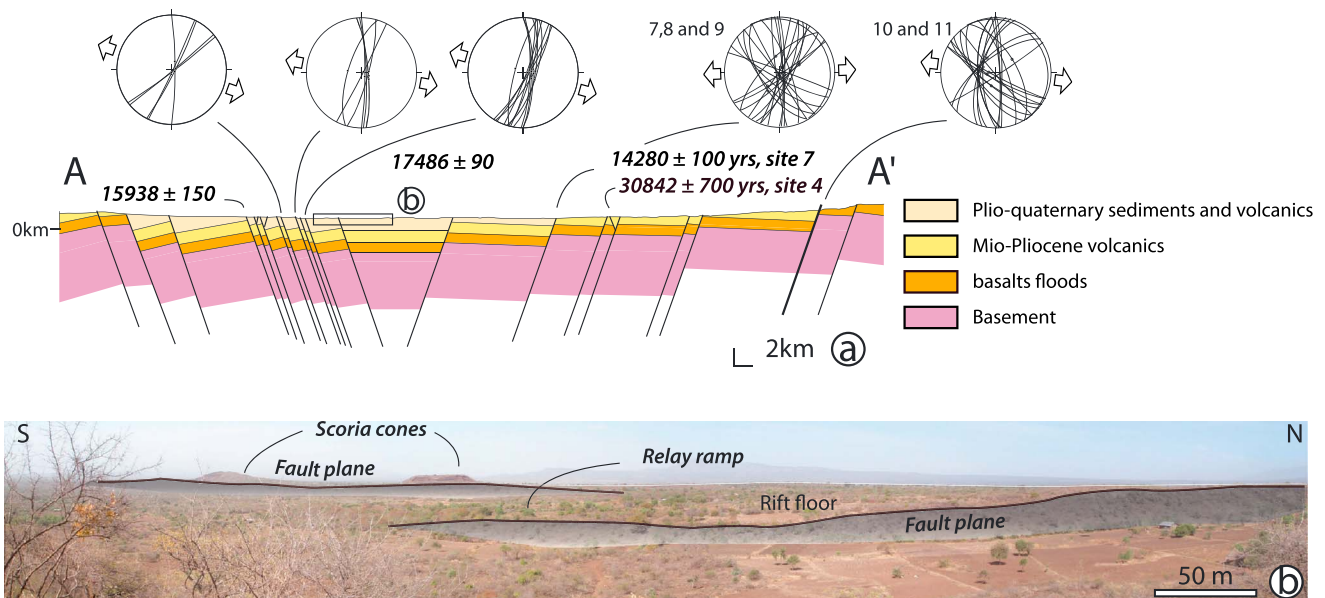 7,8 and 9
10 and 11
A
15938 ± 150
17486 ± 90
14280 ± 100 yrs, site 7
30842 ± 700 yrs, site 4
A'
b
0km
Plio-quaternary sediments and volcanics
Mio-Pliocene volcanics
basalts floods
Basement
2km
a
S
N
Scoria cones
Fault plane
Relay ramp
Rift floor
Fault plane
50 m
b